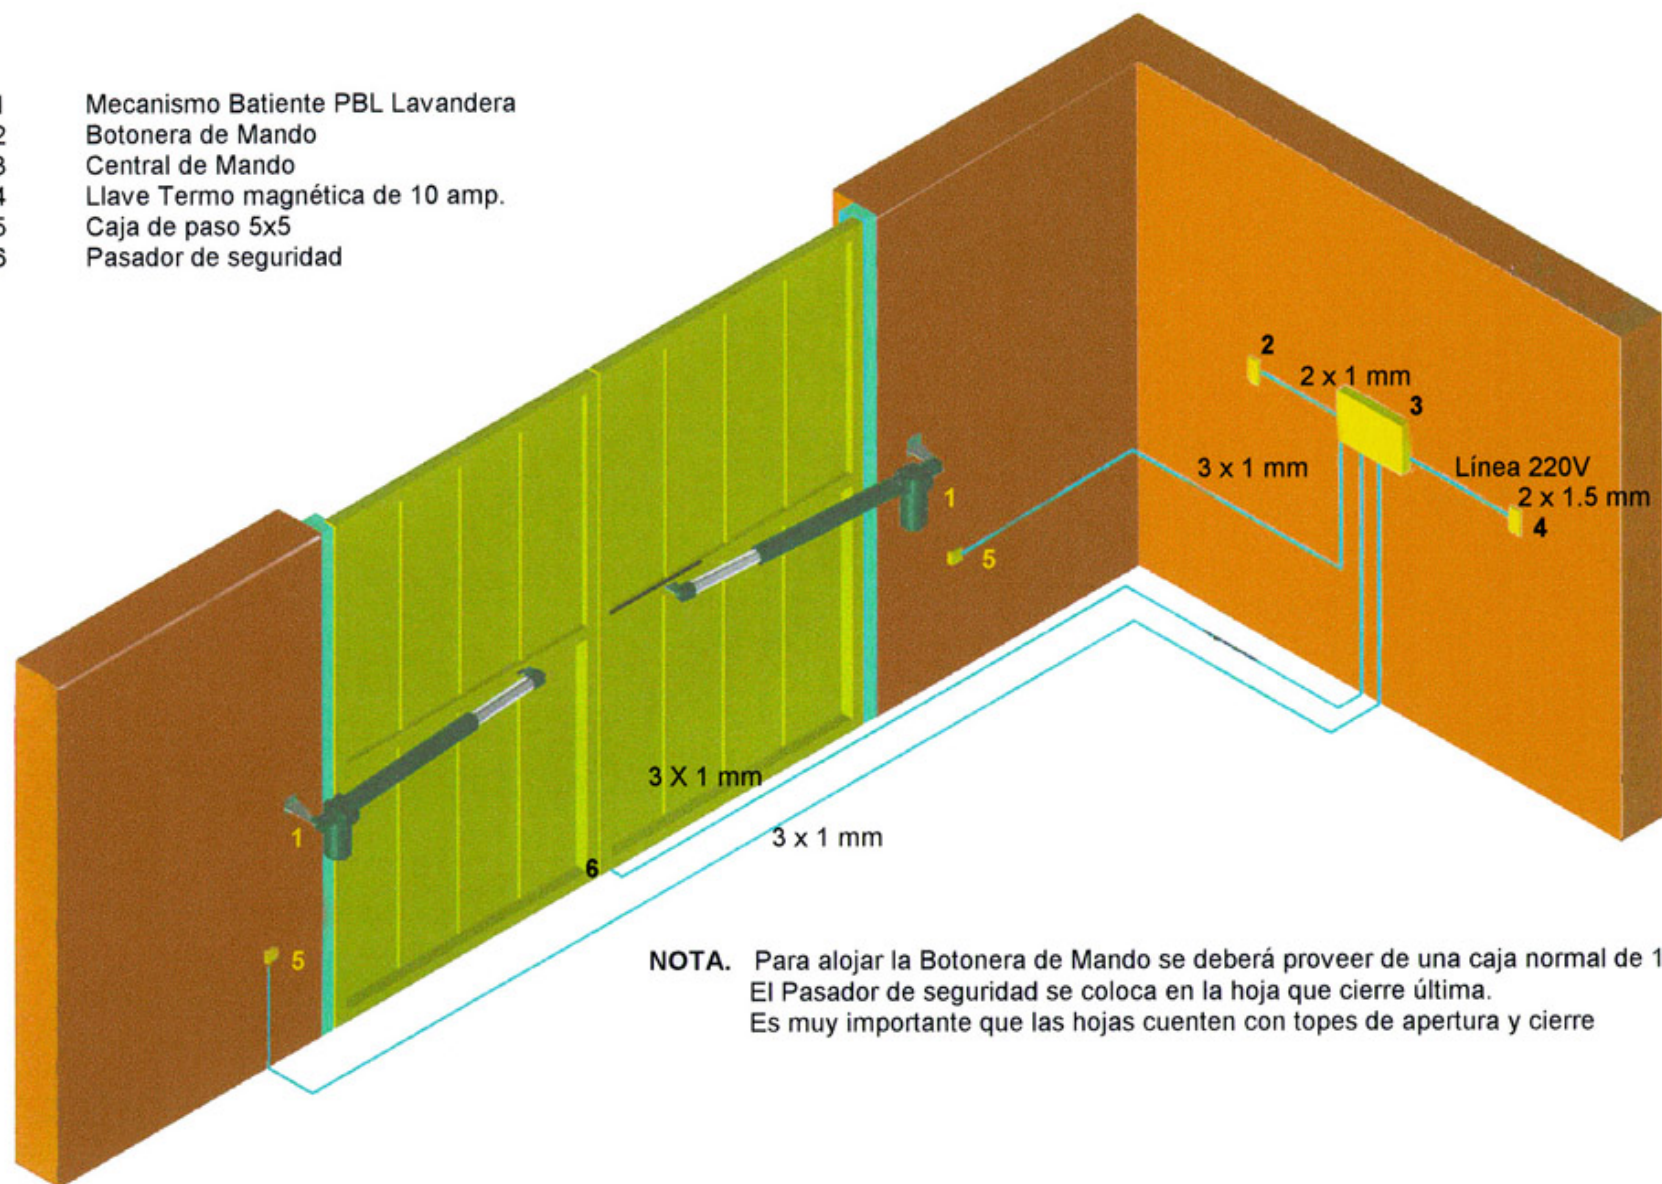 1 Mecanismo Batiente PBL Lavandera
2 Botonera de Mando
3 Central de Mando
4 Llave Termo magnética de 10 amp.
5 Caja de paso 5x5
6 Pasador de seguridad
2
2 x 1 mm
3
3 x 1 mm
Línea 220V
2 x 1.5 mm
4
1
5
3 X 1 mm
3 x 1 mm
1
6
5
NOTA. Para alojar la Botonera de Mando se deberá proveer de una caja normal de 1
El Pasador de seguridad se coloca en la hoja que cierre última.
Es muy importante que las hojas cuenten con topes de apertura y cierre